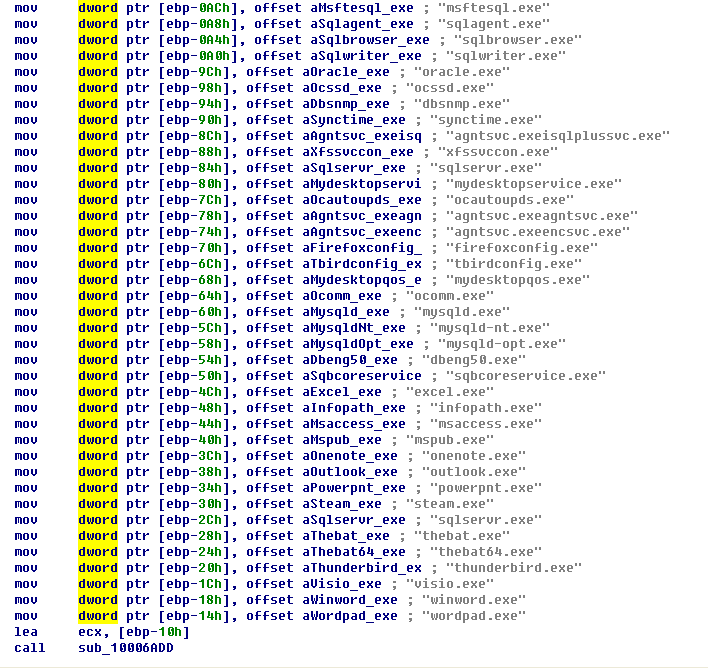 mov dword ptr [ebp-0ACh], offset aMsftesql_exe ; "msftesql.exe"
mov dword ptr [ebp-0A8h], offset aSqlagent_exe ; "sqlagent.exe"
mov dword ptr [ebp-0A4h], offset aSqlbrowser_exe ; "sqlbrowser.exe"
mov dword ptr [ebp-0A0h], offset aSqlwriter_exe ; "sqlwriter.exe"
mov dword ptr [ebp-9Ch], offset aOracle_exe ; "oracle.exe"
mov dword ptr [ebp-98h], offset aOcssd_exe ; "ocssd.exe"
mov dword ptr [ebp-94h], offset aDbsnmp_exe ; "dbsnmp.exe"
mov dword ptr [ebp-90h], offset aSynctime_exe ; "synctime.exe"
mov dword ptr [ebp-8Ch], offset aAgntsvc_exeisq ; "agntsvc.exeisqlplussvc.exe"
mov dword ptr [ebp-88h], offset aXfssvccon_exe ; "xfssvccon.exe"
mov dword ptr [ebp-84h], offset aSqlservr_exe ; "sqlservr.exe"
mov dword ptr [ebp-80h], offset aMydesktopservi ; "mydesktopservice.exe"
mov dword ptr [ebp-7Ch], offset aOcautoupds_exe ; "ocautoupds.exe"
mov dword ptr [ebp-78h], offset aAgntsvc_exeagn ; "agntsvc.exeagntsvc.exe"
mov dword ptr [ebp-74h], offset aAgntsvc_exeenc ; "agntsvc.exeencsvc.exe"
mov dword ptr [ebp-70h], offset aFirefoxconfig_ ; "firefoxconfig.exe"
mov dword ptr [ebp-6Ch], offset aTbirdconfig_ex ; "tbirdconfig.exe"
mov dword ptr [ebp-68h], offset aMydesktopqos_e ; "mydesktopqos.exe"
mov dword ptr [ebp-64h], offset aOcomm_exe ; "ocomm.exe"
mov dword ptr [ebp-60h], offset aMysqld_exe ; "mysqld.exe"
mov dword ptr [ebp-5Ch], offset aMysqldNt_exe ; "mysqld-nt.exe"
mov dword ptr [ebp-58h], offset aMysqldOpt_exe ; "mysqld-opt.exe"
mov dword ptr [ebp-54h], offset aDbeng50_exe ; "dbeng50.exe"
mov dword ptr [ebp-50h], offset aSqbcoreservice ; "sqbcoreservice.exe"
mov dword ptr [ebp-4Ch], offset aExcel_exe ; "excel.exe"
mov dword ptr [ebp-48h], offset aInfopath_exe ; "infopath.exe"
mov dword ptr [ebp-44h], offset aMsaccess_exe ; "msaccess.exe"
mov dword ptr [ebp-40h], offset aMspub_exe ; "mspub.exe"
mov dword ptr [ebp-3Ch], offset aOnenote_exe ; "onenote.exe"
mov dword ptr [ebp-38h], offset aOutlook_exe ; "outlook.exe"
mov dword ptr [ebp-34h], offset aPowerpnt_exe ; "powerpnt.exe"
mov dword ptr [ebp-30h], offset aSteam_exe ; "steam.exe"
mov dword ptr [ebp-2Ch], offset aSqlservr_exe ; "sqlservr.exe"
mov dword ptr [ebp-28h], offset aThebat_exe ; "thebat.exe"
mov dword ptr [ebp-24h], offset aThebat64_exe ; "thebat64.exe"
mov dword ptr [ebp-20h], offset aThunderbird_ex ; "thunderbird.exe"
mov dword ptr [ebp-1Ch], offset aVisio_exe ; "visio.exe"
mov dword ptr [ebp-18h], offset aWinword_exe ; "winword.exe"
mov dword ptr [ebp-14h], offset aWordpad_exe ; "wordpad.exe"
lea ecx, [ebp-10h]
call sub_10006ADD